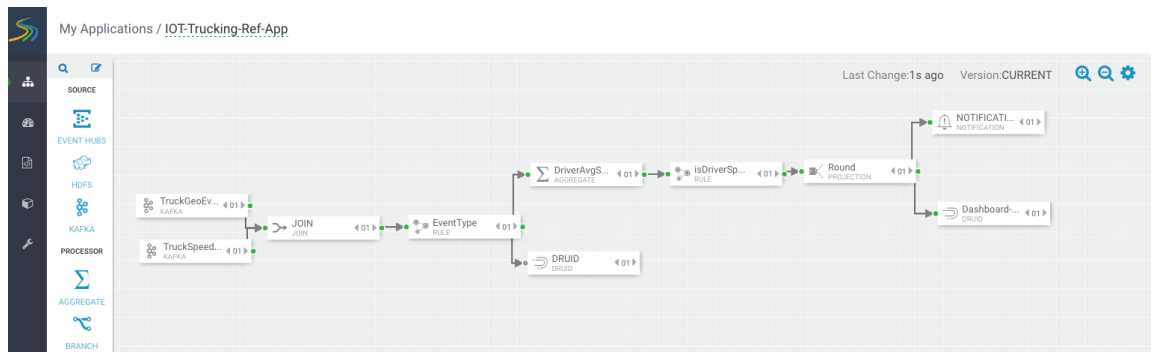 My Applications / IOT-Trucking-Ref-App
Last Change:1s ago Version:CURRENT
SOURCE
EVENT HUBS
HDFS
KAFKA
PROCESSOR
AGGREGATE
BRANCH
TruckGeoEv... 01
KAFKA
TruckSpeed... 01
KAFKA
JOIN 01
JOIN
EventType 01
RULE
DriverAvgS... 01
AGGREGATE
DRUID 01
DRUID
isDriverSp... 01
RULE
Round 01
PROJECTION
NOTIFICATI... 01
NOTIFICATION
Dashboard-... 01
DRUID